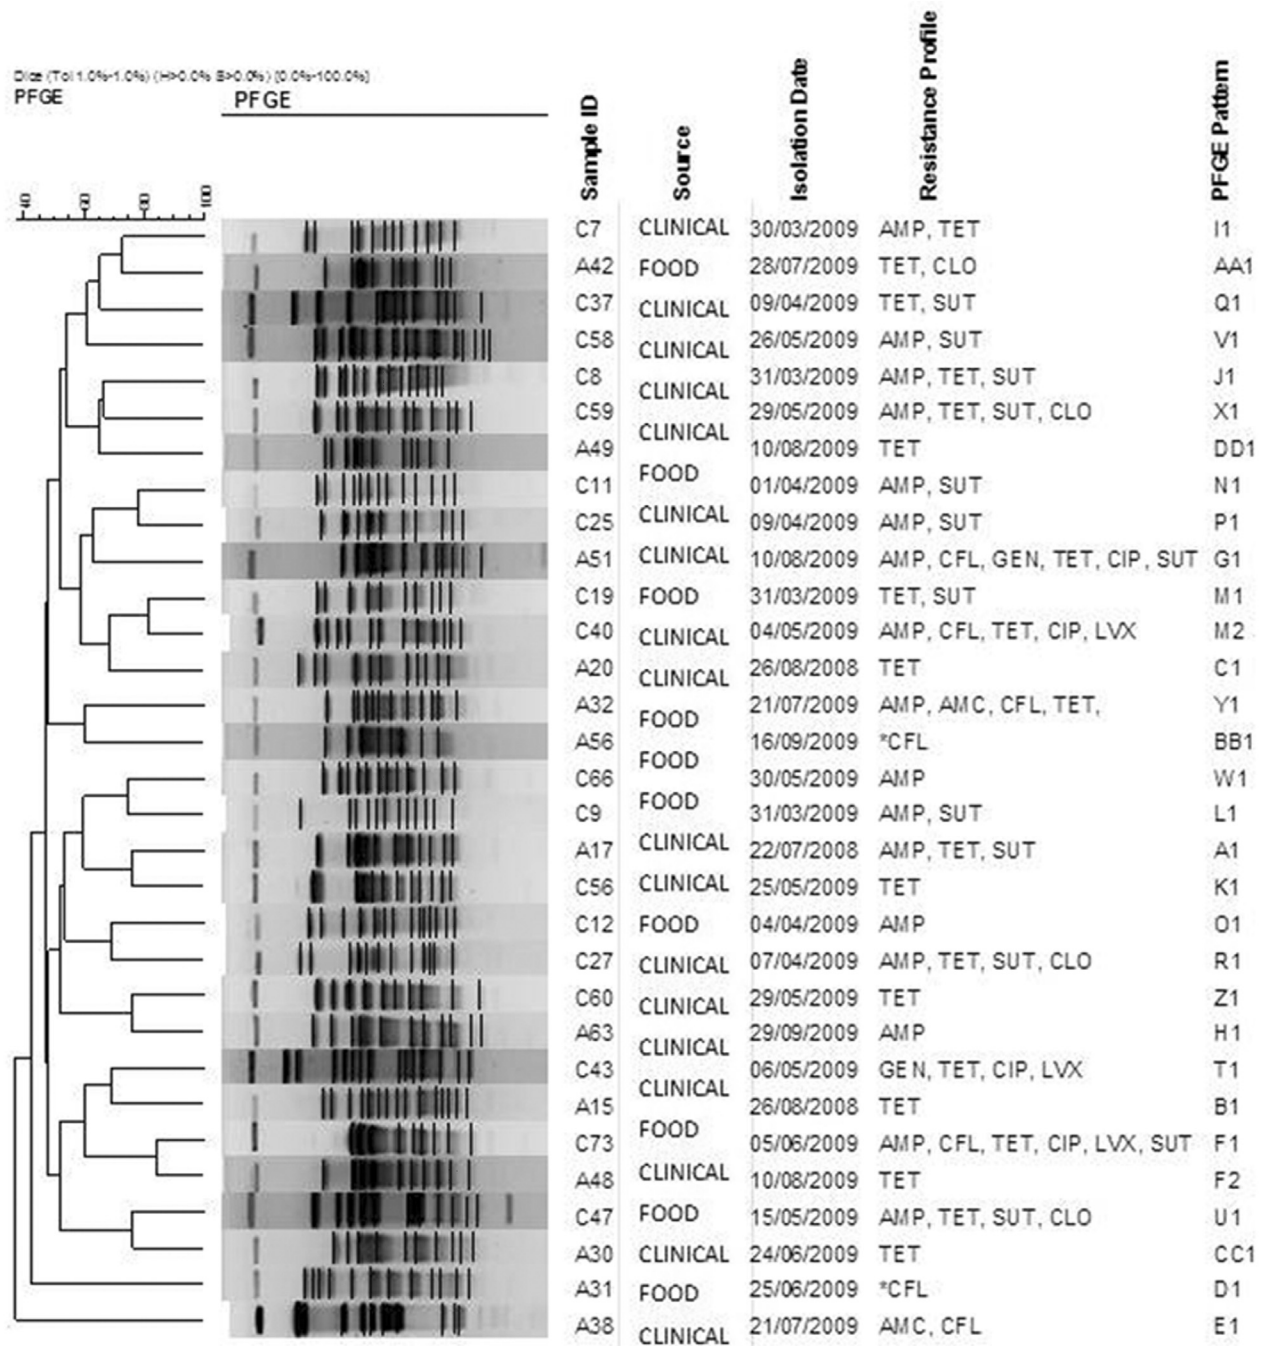 Dice (Tol 1.0%-1.0%) (H>0.0% S>0.0%) [0.0%-100.0%]
PFGE
PFGE
Sample ID
Source
Isolation Date
Resistance Profile
PFGE Pattern
40 60 80 100
C7 CLINICAL 30/03/2009 AMP, TET I1
A42 FOOD 28/07/2009 TET, CLO AA1
C37 CLINICAL 09/04/2009 TET, SUT Q1
C58 CLINICAL 26/05/2009 AMP, SUT V1
C8 CLINICAL 31/03/2009 AMP, TET, SUT J1
C59 CLINICAL 29/05/2009 AMP, TET, SUT, CLO X1
A49 FOOD 10/08/2009 TET DD1
C11 CLINICAL 01/04/2009 AMP, SUT N1
C25 CLINICAL 09/04/2009 AMP, SUT P1
A51 FOOD 10/08/2009 AMP, CFL, GEN, TET, CIP, SUT G1
C19 CLINICAL 31/03/2009 TET, SUT M1
C40 CLINICAL 04/05/2009 AMP, CFL, TET, CIP, LVX M2
A20 FOOD 26/08/2008 TET C1
A32 FOOD 21/07/2009 AMP, AMC, CFL, TET, Y1
A56 FOOD 16/09/2009 *CFL BB1
C66 CLINICAL 30/05/2009 AMP W1
C9 CLINICAL 31/03/2009 AMP, SUT L1
A17 FOOD 22/07/2008 AMP, TET, SUT A1
C56 CLINICAL 25/05/2009 TET K1
C12 CLINICAL 04/04/2009 AMP O1
C27 CLINICAL 07/04/2009 AMP, TET, SUT, CLO R1
C60 CLINICAL 29/05/2009 TET Z1
A63 FOOD 29/09/2009 AMP H1
C43 CLINICAL 06/05/2009 GEN, TET, CIP, LVX T1
A15 FOOD 26/08/2008 TET B1
C73 CLINICAL 05/06/2009 AMP, CFL, TET, CIP, LVX, SUT F1
A48 FOOD 10/08/2009 TET F2
C47 CLINICAL 15/05/2009 AMP, TET, SUT, CLO U1
A30 24/06/2009 TET CC1
A31 25/06/2009 *CFL D1
A38 21/07/2009 AMC, CFL E1